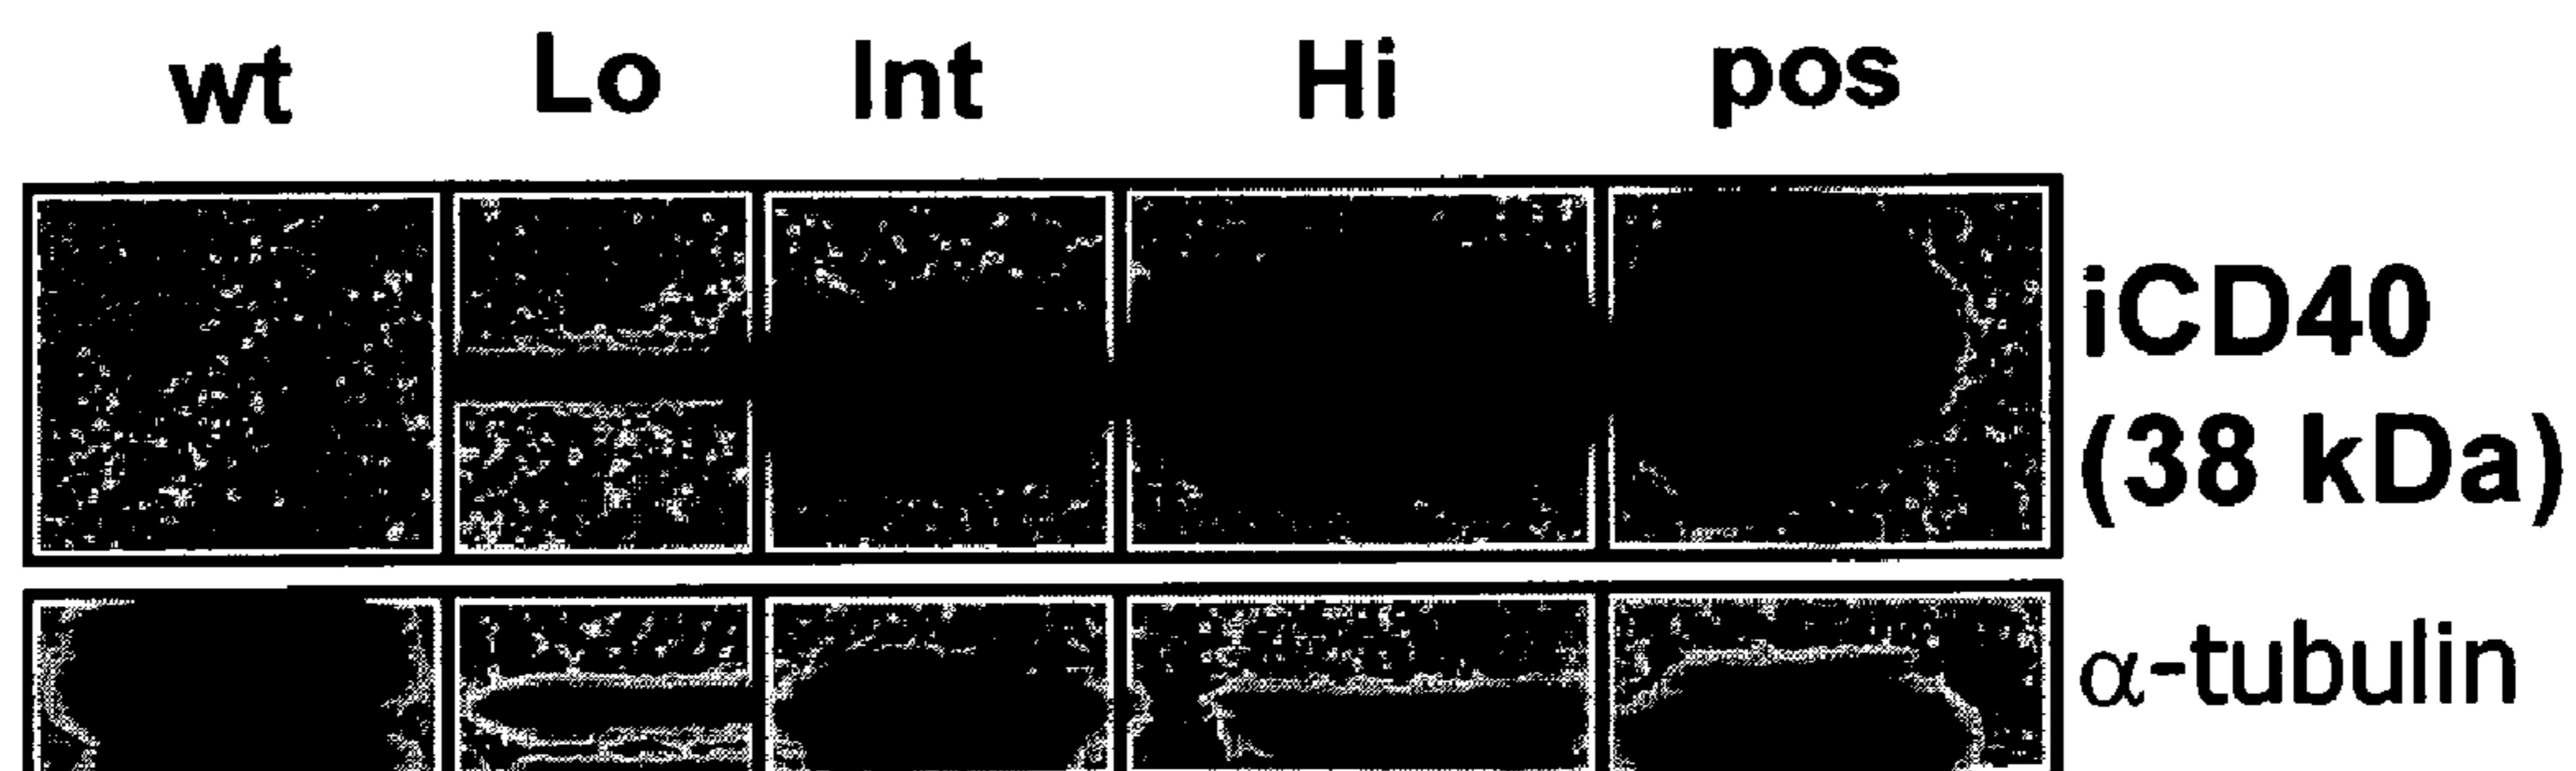 wt Lo Int Hi pos
iCD40
(38 kDa)
α-tubulin